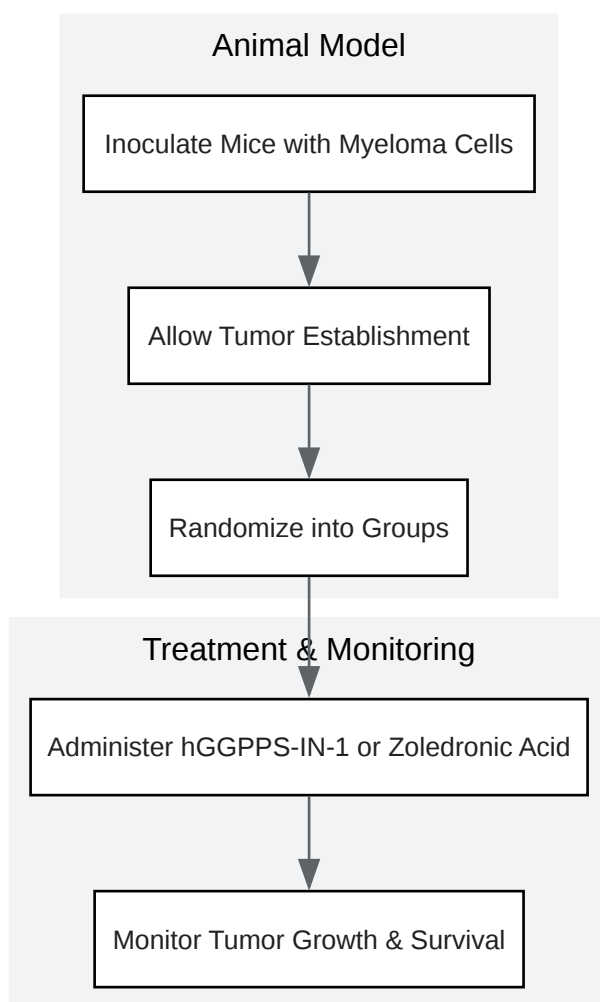 Animal Model
Inoculate Mice with Myeloma Cells
Allow Tumor Establishment
Randomize into Groups
Treatment & Monitoring
Administer hGGPPS-IN-1 or Zoledronic Acid
Monitor Tumor Growth & Survival